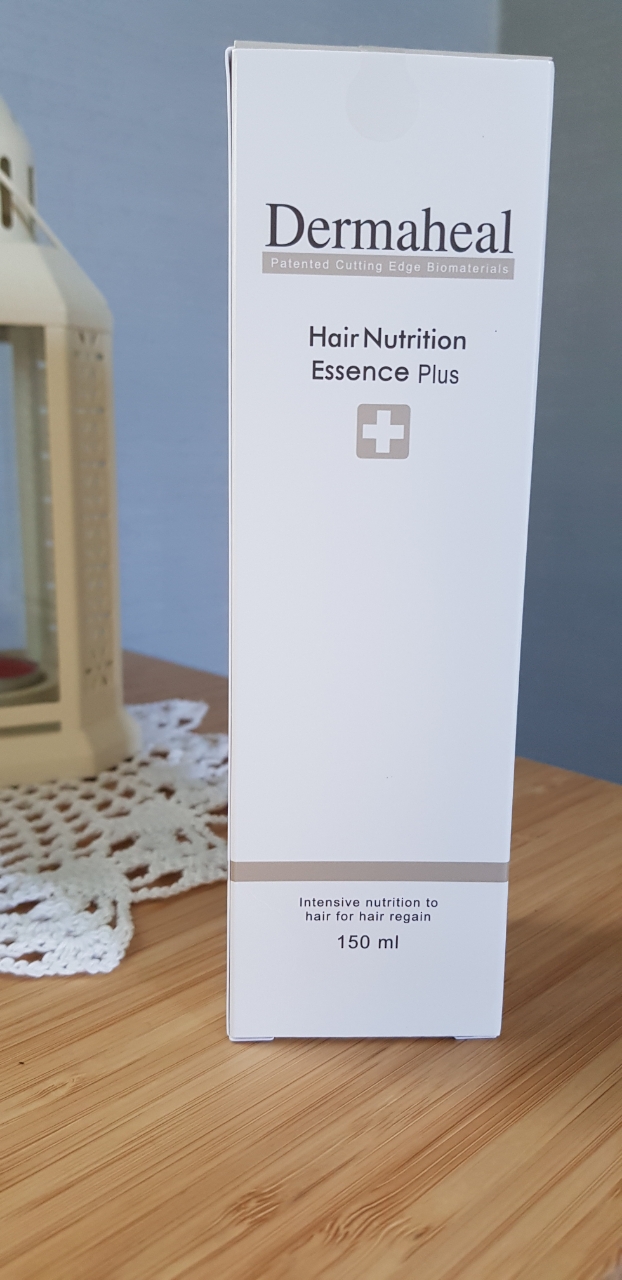 Dermaheal
Patented Cutting Edge Biomaterials
Hair Nutrition
Essence Plus
Intensive nutrition to
hair for hair regain
150 ml